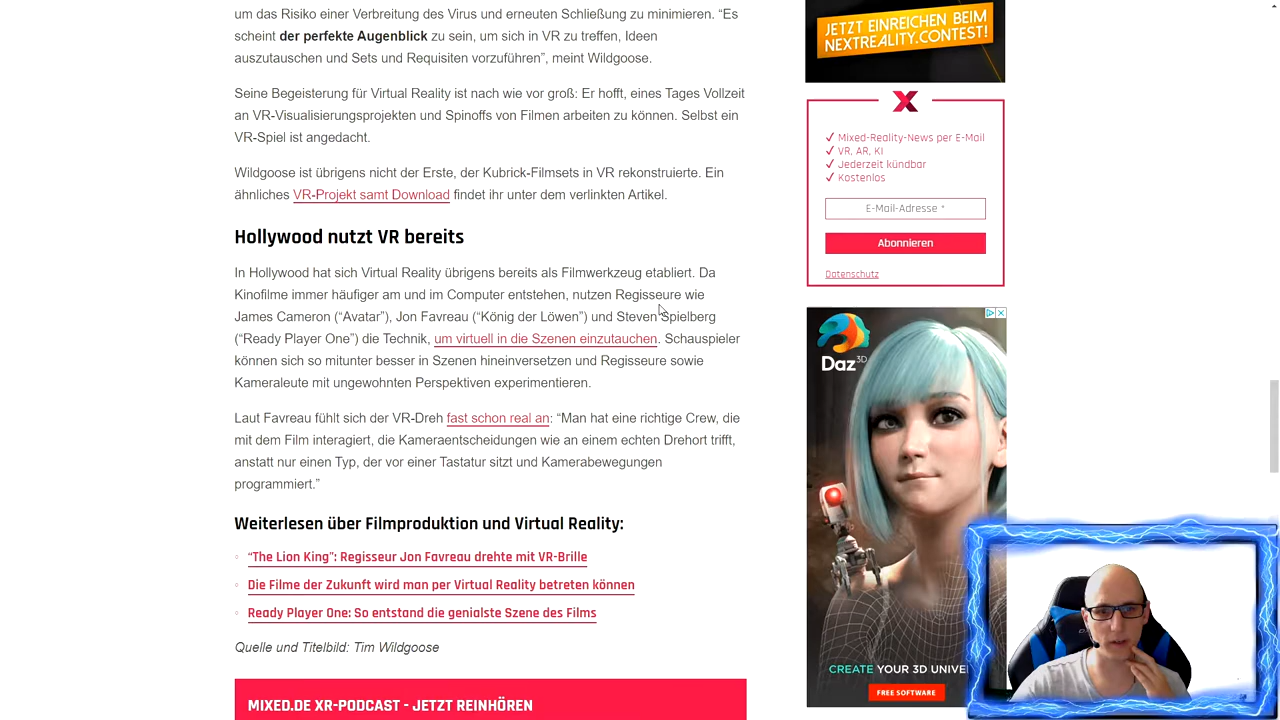 um das Risiko einer Verbreitung des Virus und erneuten Schließung zu minimieren. “Es
scheint der perfekte Augenblick zu sein, um sich in VR zu treffen, Ideen
auszutauschen und Sets und Requisiten vorzuführen”, meint Wildgoose.
Seine Begeisterung für Virtual Reality ist nach wie vor groß: Er hofft, eines Tages Vollzeit
an VR-Visualisierungsprojekten und Spinoffs von Filmen arbeiten zu können. Selbst ein
VR-Spiel ist angedacht.
Wildgoose ist übrigens nicht der Erste, der Kubrick-Filmsets in VR rekonstruierte. Ein
ähnliches VR-Projekt samt Download findet ihr unter dem verlinkten Artikel.
Hollywood nutzt VR bereits
In Hollywood hat sich Virtual Reality übrigens bereits als Filmwerkzeug etabliert. Da
Kinofilme immer häufiger am und im Computer entstehen, nutzen Regisseure wie
James Cameron (“Avatar”), Jon Favreau (“König der Löwen”) und Steven Spielberg
(“Ready Player One”) die Technik, um virtuell in die Szenen einzutauchen. Schauspieler
können sich so mitunter besser in Szenen hineinversetzen und Regisseure sowie
Kameraleute mit ungewohnten Perspektiven experimentieren.
Laut Favreau fühlt sich der VR-Dreh fast schon real an: “Man hat eine richtige Crew, die
mit dem Film interagiert, die Kameraentscheidungen wie an einem echten Drehort trifft,
anstatt nur einen Typ, der vor einer Tastatur sitzt und Kamerabewegungen
programmiert.”
Weiterlesen über Filmproduktion und Virtual Reality:
“The Lion King”: Regisseur Jon Favreau drehte mit VR-Brille
Die Filme der Zukunft wird man per Virtual Reality betreten können
Ready Player One: So entstand die genialste Szene des Films
Quelle und Titelbild: Tim Wildgoose
MIXED.DE XR-PODCAST - JETZT REINHÖREN
JETZT EINREICHEN BEIM
NEXTREALITY.CONTEST!
X
✓ Mixed-Reality-News per E-Mail
✓ VR, AR, KI
✓ Jederzeit kündbar
✓ Kostenlos
E-Mail-Adresse *
Abonnieren
Datenschutz
Daz3D
CREATE YOUR 3D UNIVE
FREE SOFTWARE